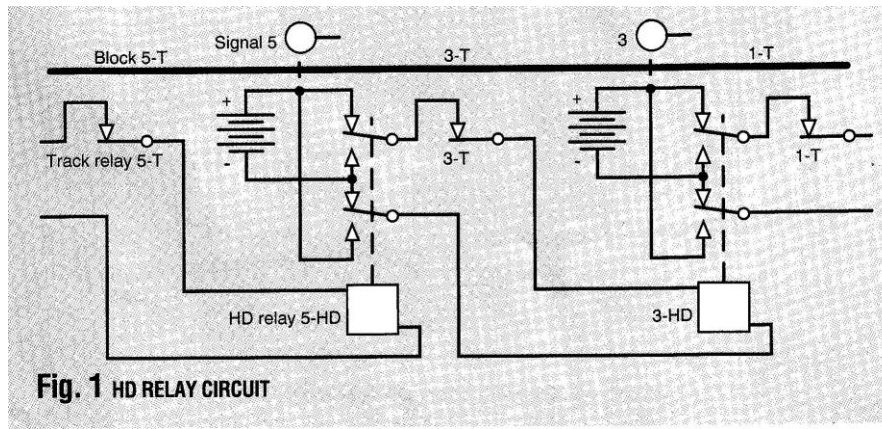 Signal 5
3
Block 5-T
3-T
1-T
+
-
+
-
Track relay 5-T
3-T
1-T
HD relay 5-HD
3-HD
Fig. 1 HD RELAY CIRCUIT